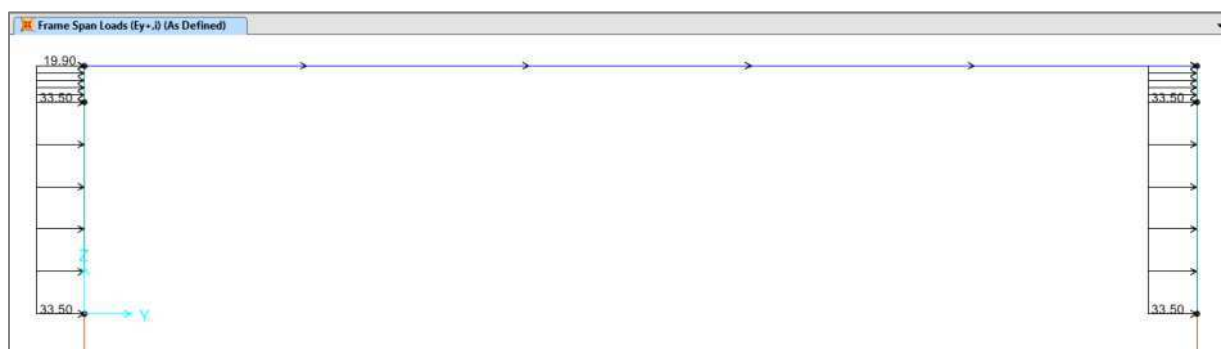 Frame Span Loads (Ey+,i) (As Defined)
19.90
33.50 33.50
Z
33.50 Y 33.50